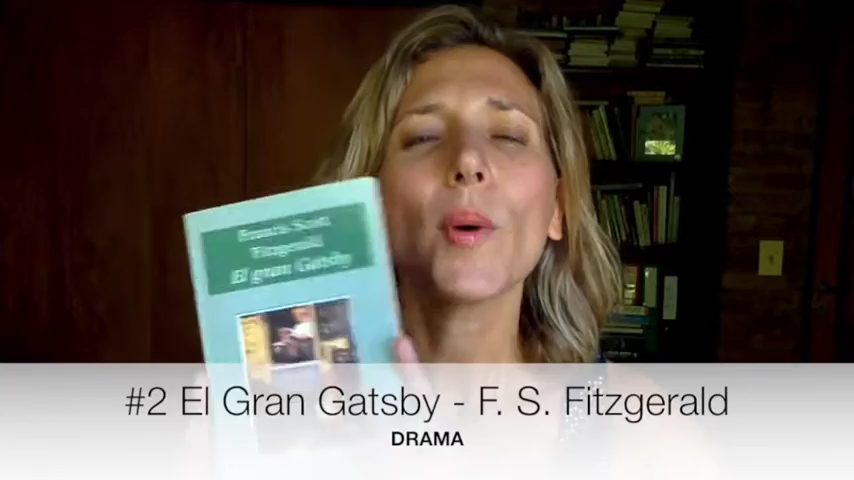 Francis Scott
Fitzgerald
El gran Gatsby
#2 El Gran Gatsby - F. S. Fitzgerald
DRAMA